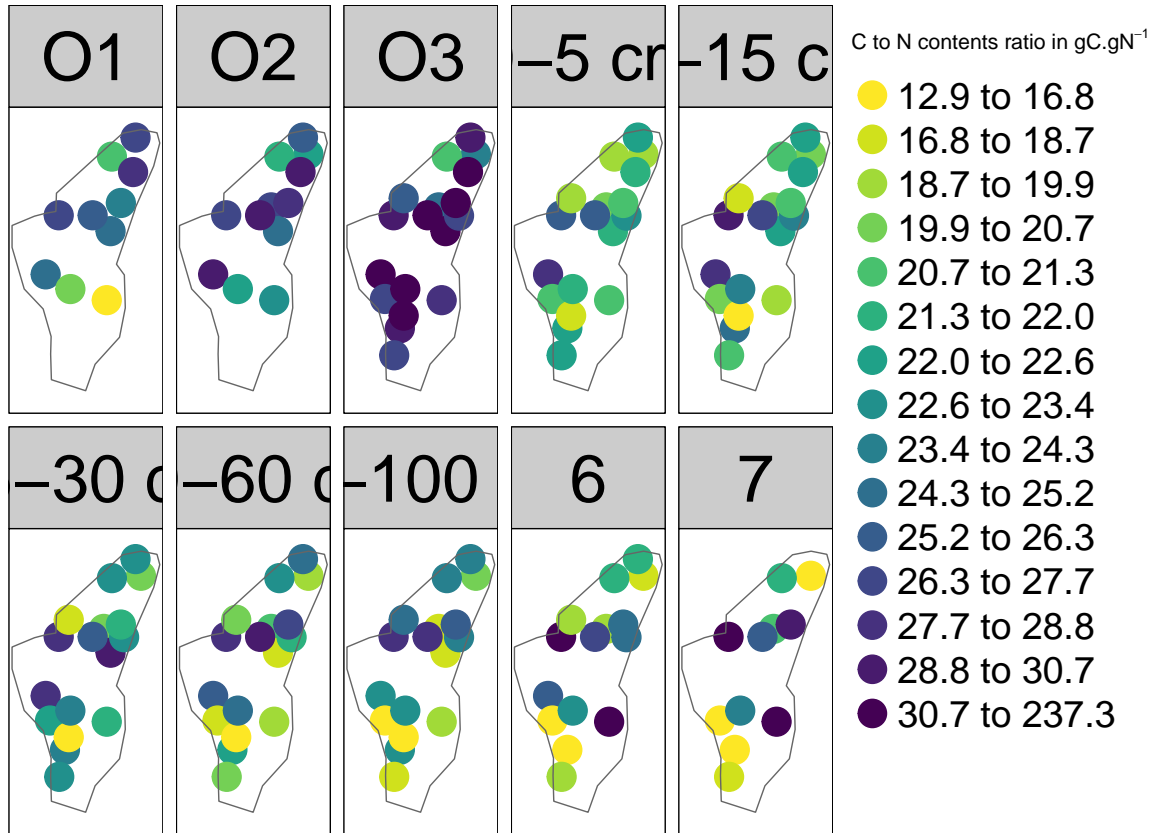 O1 O2 O3 –5 cm –15 c
C to N contents ratio in gC.gN⁻¹
12.9 to 16.8
16.8 to 18.7
18.7 to 19.9
19.9 to 20.7
20.7 to 21.3
21.3 to 22.0
22.0 to 22.6
22.6 to 23.4
23.4 to 24.3
24.3 to 25.2
25.2 to 26.3
26.3 to 27.7
27.7 to 28.8
28.8 to 30.7
30.7 to 237.3
–30 –60 –100 6 7